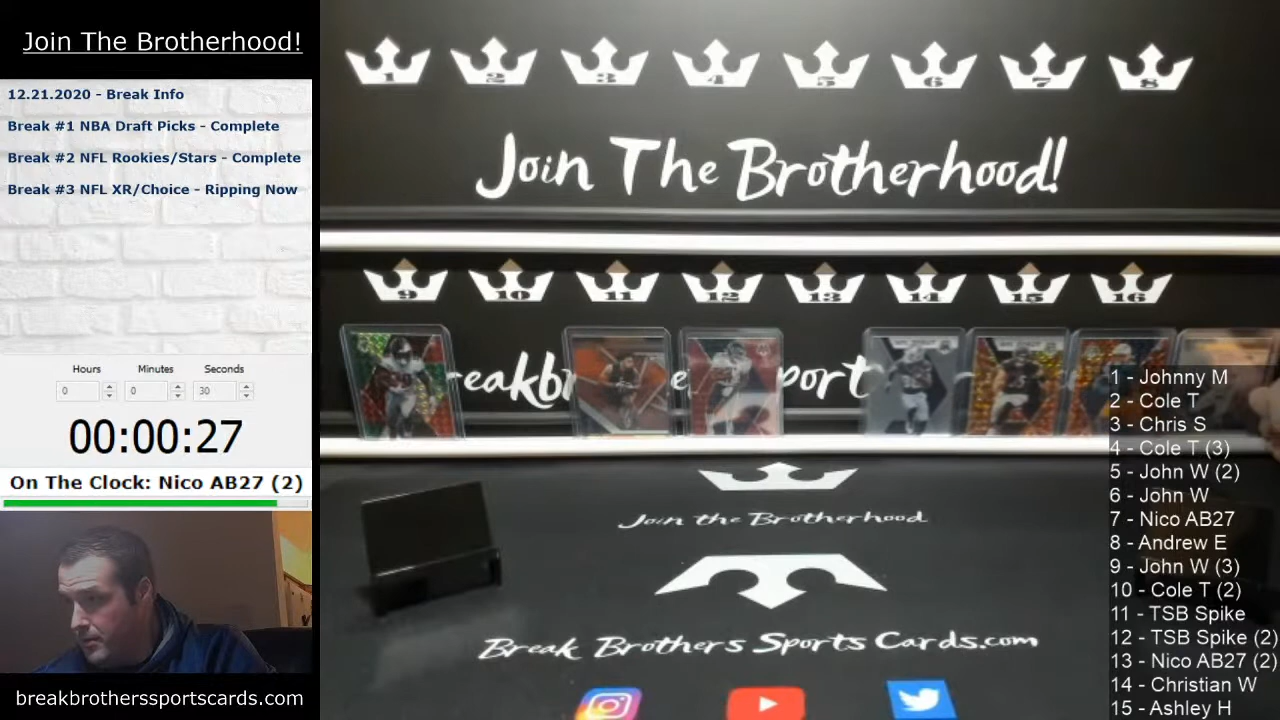 Join The Brotherhood!
12.21.2020 - Break Info
Break #1 NBA Draft Picks - Complete
Break #2 NFL Rookies/Stars - Complete
Break #3 NFL XR/Choice - Ripping Now
Hours Minutes Seconds
0 0 30
00:00:27
On The Clock: Nico AB27 (2)
breakbrotherssportscards.com
1 2 3 4 5 6 7 8
Join The Brotherhood!
9 10 11 12 13 14 15 16
Join the Brotherhood
Break Brothers Sports Cards.com
1 - Johnny M
2 - Cole T
3 - Chris S
4 - Cole T (3)
5 - John W (2)
6 - John W
7 - Nico AB27
8 - Andrew E
9 - John W (3)
10 - Cole T (2)
11 - TSB Spike
12 - TSB Spike (2)
13 - Nico AB27 (2)
14 - Christian W
15 - Ashley H